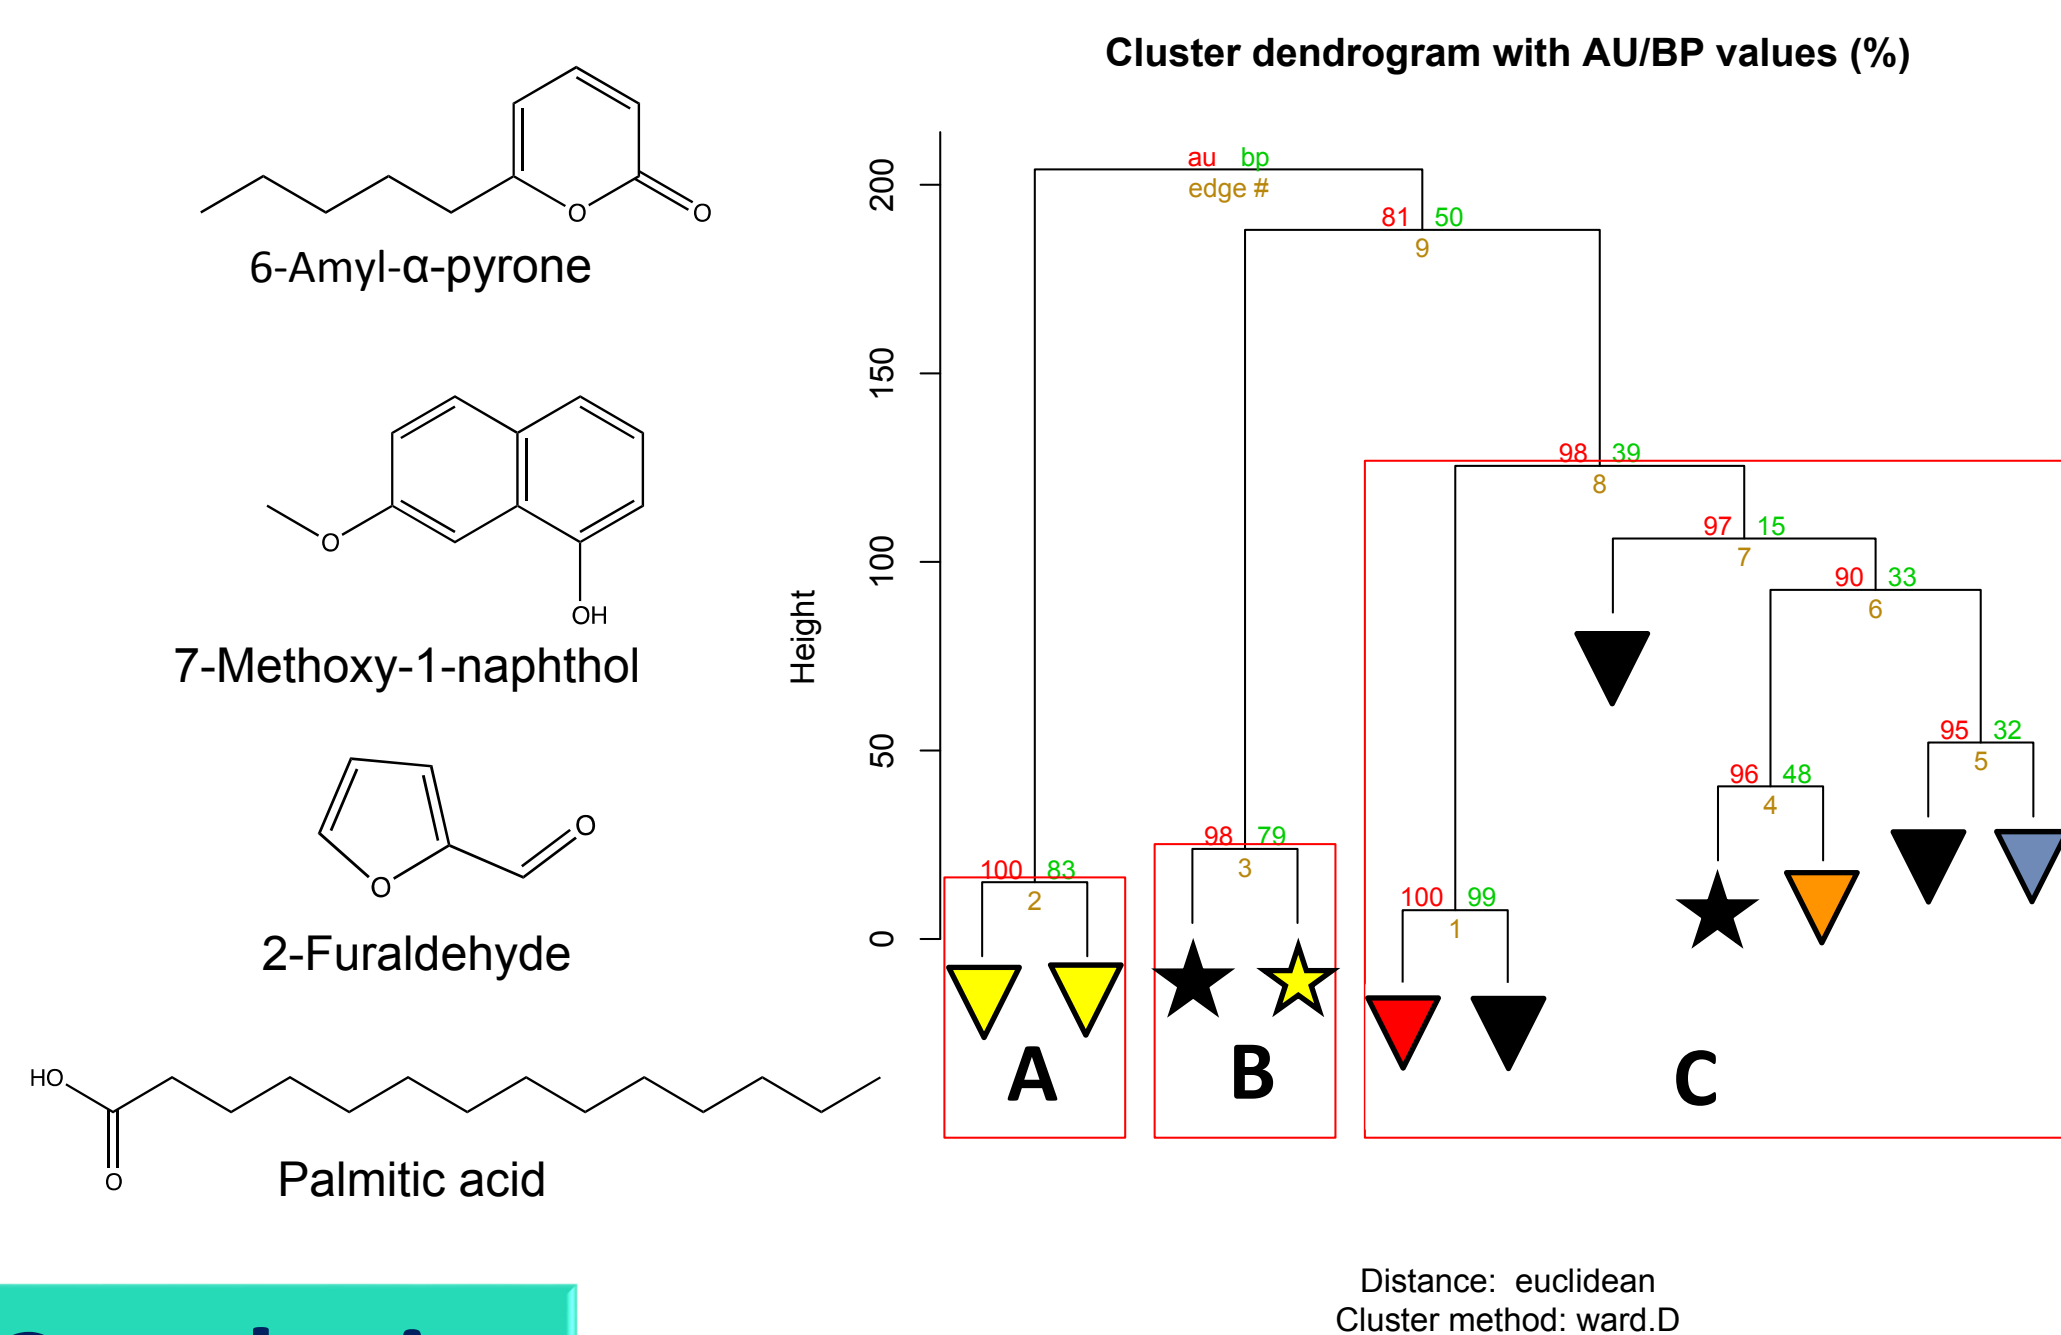 Cluster dendrogram with AU/BP values (%)
O
O
6-Amyl-α-pyrone
O
OH
7-Methoxy-1-naphthol
O
O
2-Furaldehyde
HO
O
Palmitic acid
Height
200
150
100
50
0
au bp
edge #
81 50
9
98 39
8
97 15
7
90 33
6
95 32
5
96 48
4
98 79
3
100 83
2
100 99
1
A
B
C
Distance: euclidean
Cluster method: ward.D